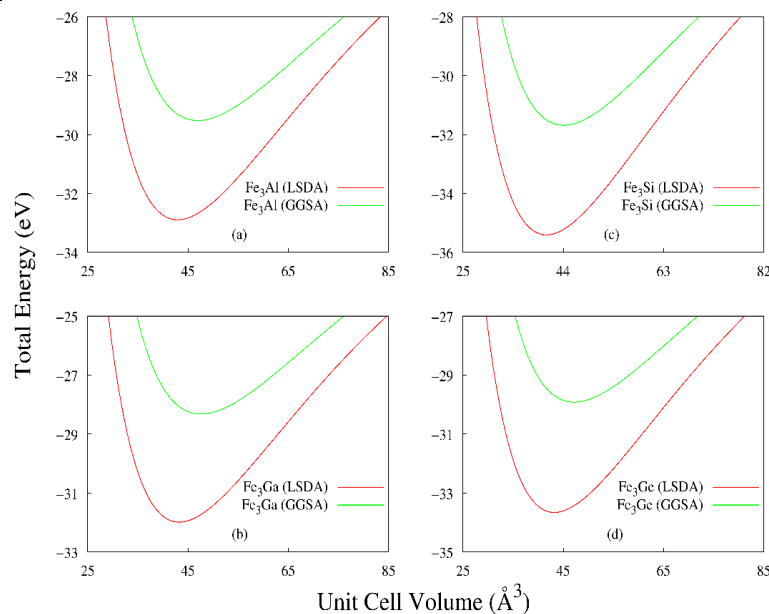 Total Energy (eV)
−26
−28
−30
−32
−34
Fe3Al (LSDA)
Fe3Al (GGSA)
(a)
25 45 65 85
−28
−30
−32
−34
−36
Fe3Si (LSDA)
Fe3Si (GGSA)
(c)
25 44 63 82
−25
−27
−29
−31
−33
Fe3Ga (LSDA)
Fe3Ga (GGSA)
(b)
25 45 65 85
−27
−29
−31
−33
−35
Fe3Ge (LSDA)
Fe3Ge (GGSA)
(d)
25 45 65 85
Unit Cell Volume (Å3)